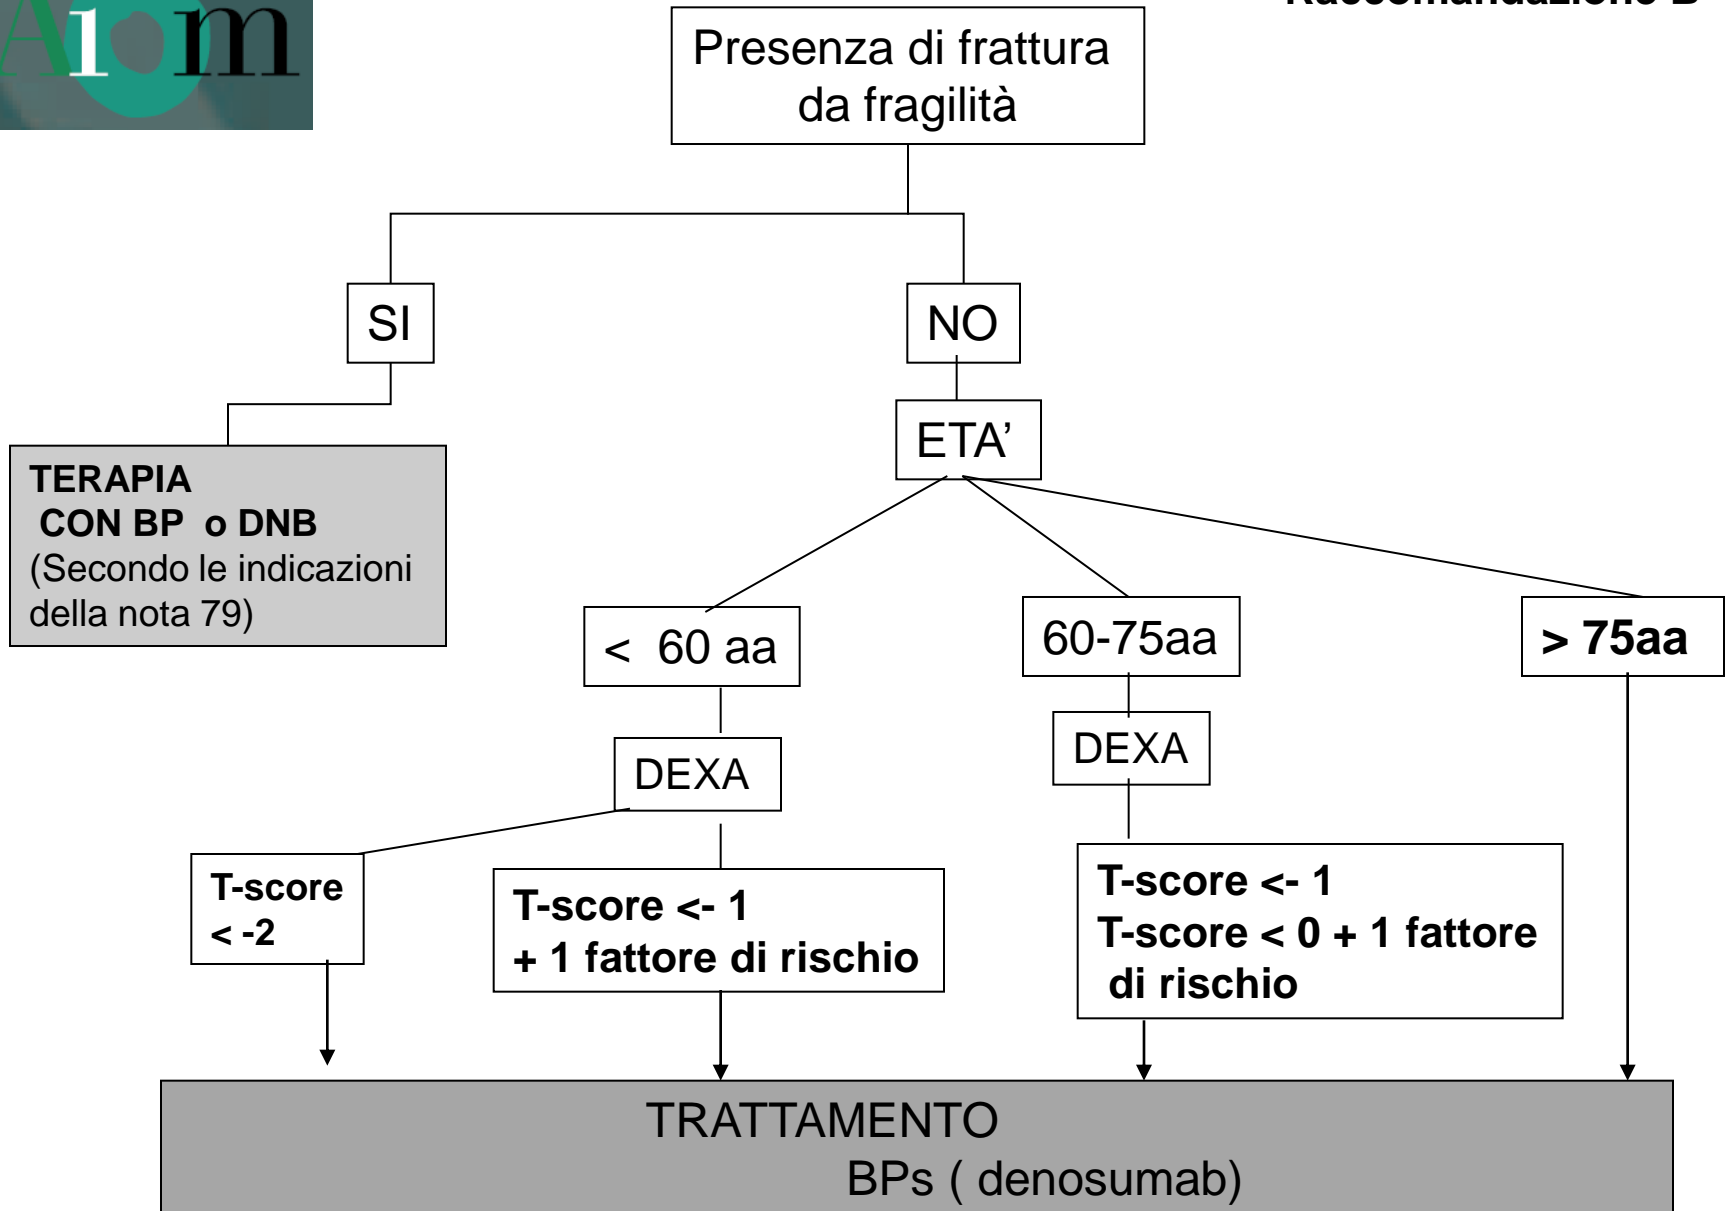 Aiom
Raccomandazione B
Presenza di frattura
da fragilità
SI
NO
ETA’
TERAPIA
CON BP o DNB
(Secondo le indicazioni
della nota 79)
< 60 aa
60-75aa
> 75aa
DEXA
DEXA
T-score
< -2
T-score <- 1
+ 1 fattore di rischio
T-score <- 1
T-score < 0 + 1 fattore
di rischio
TRATTAMENTO
BPs ( denosumab)